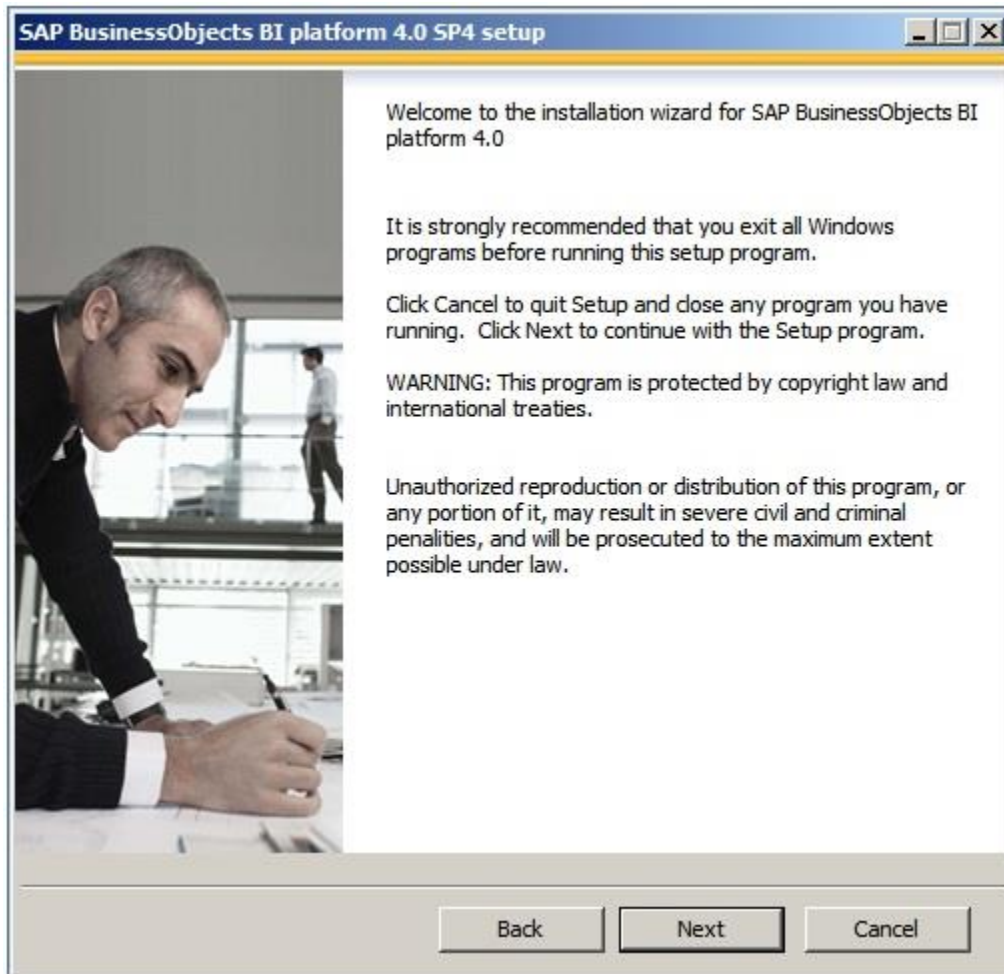 SAP BusinessObjects BI platform 4.0 SP4 setup
Welcome to the installation wizard for SAP BusinessObjects BI
platform 4.0
It is strongly recommended that you exit all Windows
programs before running this setup program.
Click Cancel to quit Setup and close any program you have
running.  Click Next to continue with the Setup program.
WARNING: This program is protected by copyright law and
international treaties.
Unauthorized reproduction or distribution of this program, or
any portion of it, may result in severe civil and criminal
penalities, and will be prosecuted to the maximum extent
possible under law.
Back Next Cancel